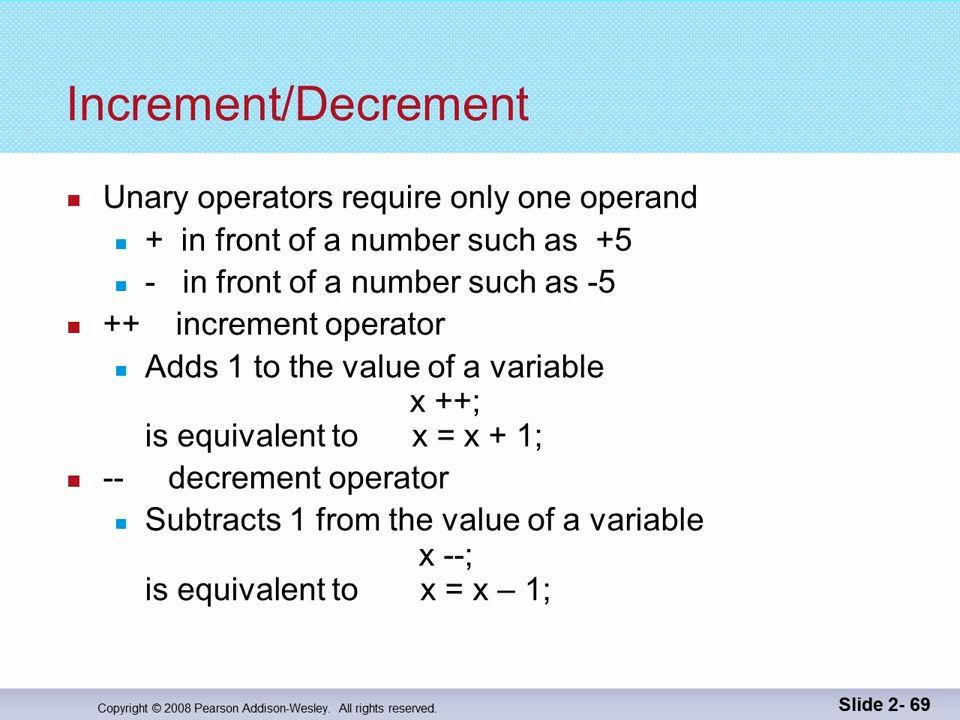 Increment/Decrement
Unary operators require only one operand
+ in front of a number such as +5
- in front of a number such as -5
++ increment operator
Adds 1 to the value of a variable
x ++;
is equivalent to x = x + 1;
-- decrement operator
Subtracts 1 from the value of a variable
x --;
is equivalent to x = x – 1;
Copyright © 2008 Pearson Addison-Wesley. All rights reserved.
Slide 2- 69